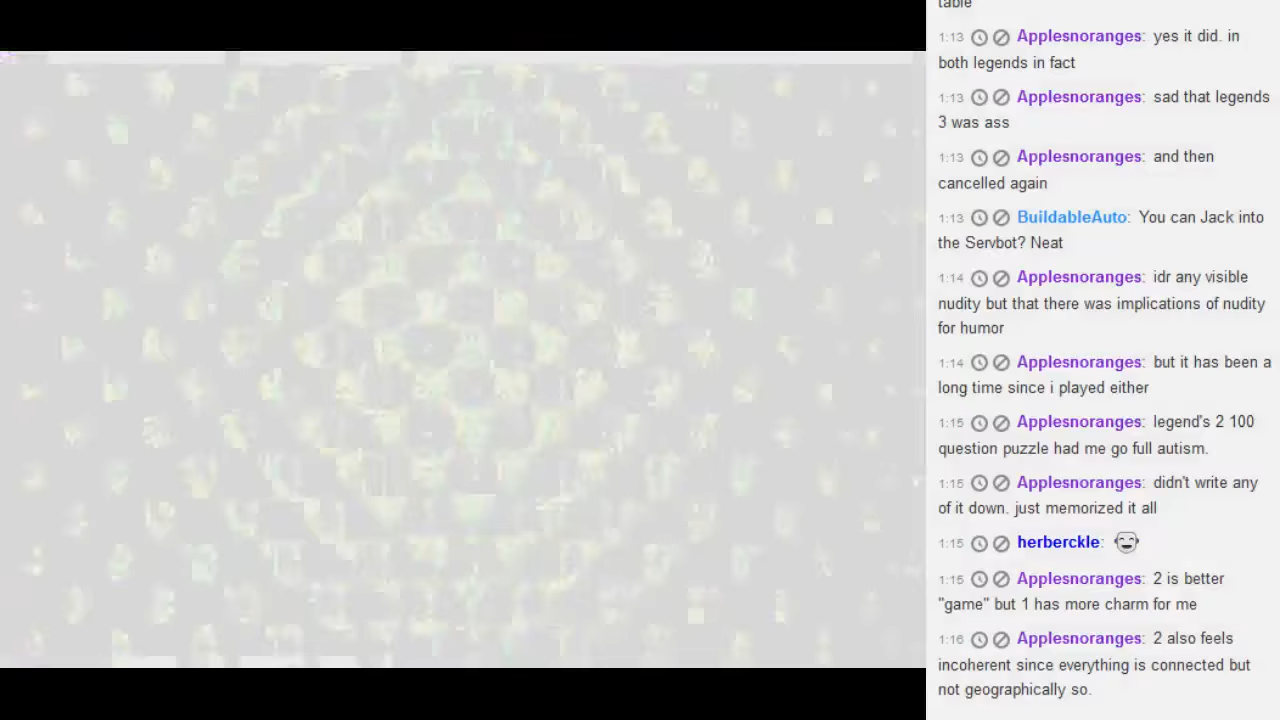 table
1:13 Applesnoranges: yes it did. in
both legends in fact
1:13 Applesnoranges: sad that legends
3 was ass
1:13 Applesnoranges: and then
cancelled again
1:13 BuildableAuto: You can Jack into
the Servbot? Neat
1:14 Applesnoranges: idr any visible
nudity but that there was implications of nudity
for humor
1:14 Applesnoranges: but it has been a
long time since i played either
1:15 Applesnoranges: legend's 2 100
question puzzle had me go full autism.
1:15 Applesnoranges: didn't write any
of it down. just memorized it all
1:15 herberckle:
1:15 Applesnoranges: 2 is better
"game" but 1 has more charm for me
1:16 Applesnoranges: 2 also feels
incoherent since everything is connected but
not geographically so.